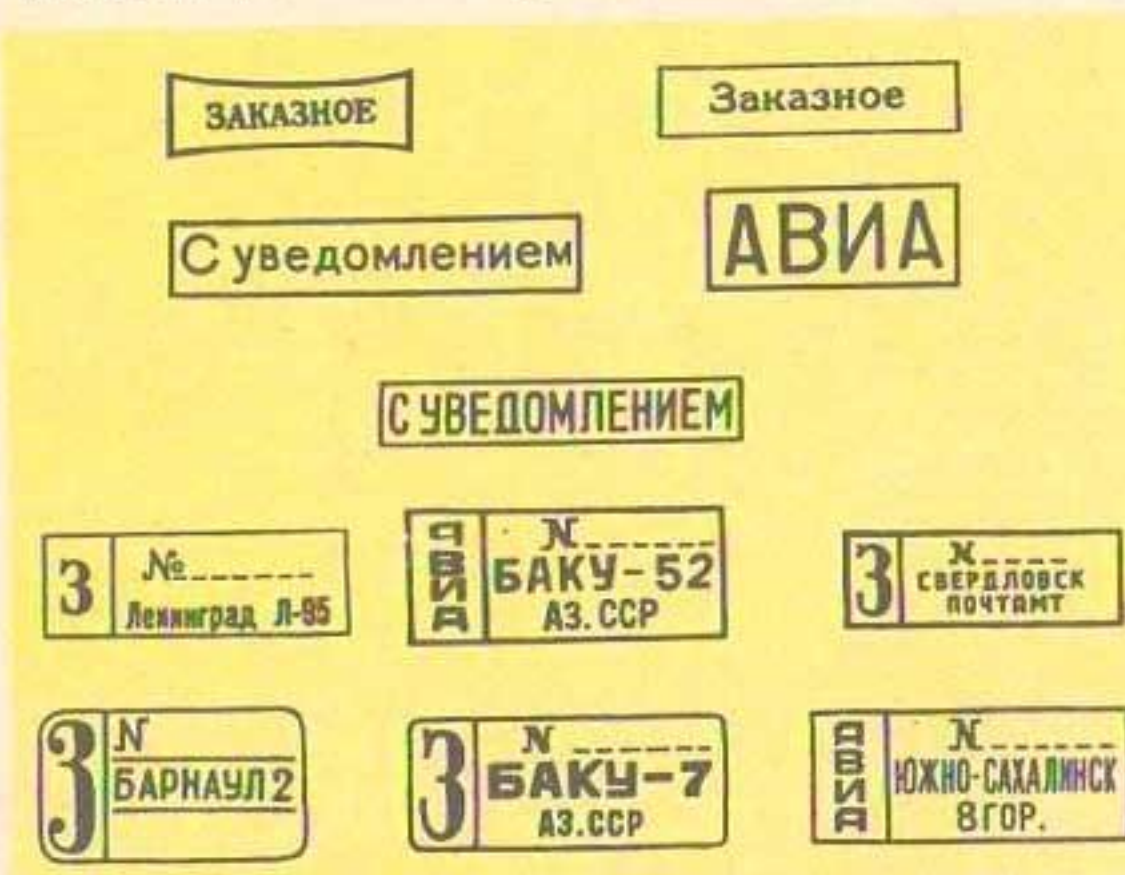 ЗАКАЗНОЕ
Заказное
С уведомлением
АВИА
С УВЕДОМЛЕНИЕМ
З
№
Ленинград Л-95
АВИА
N
БАКУ-52
АЗ. ССР
З
N
СВЕРДЛОВСК
ПОЧТАМТ
З
N
БАРНАУЛ 2
З
N
БАКУ-7
АЗ.ССР
АВИА
N
ЮЖНО-САХАЛИНСК
8 ГОР.